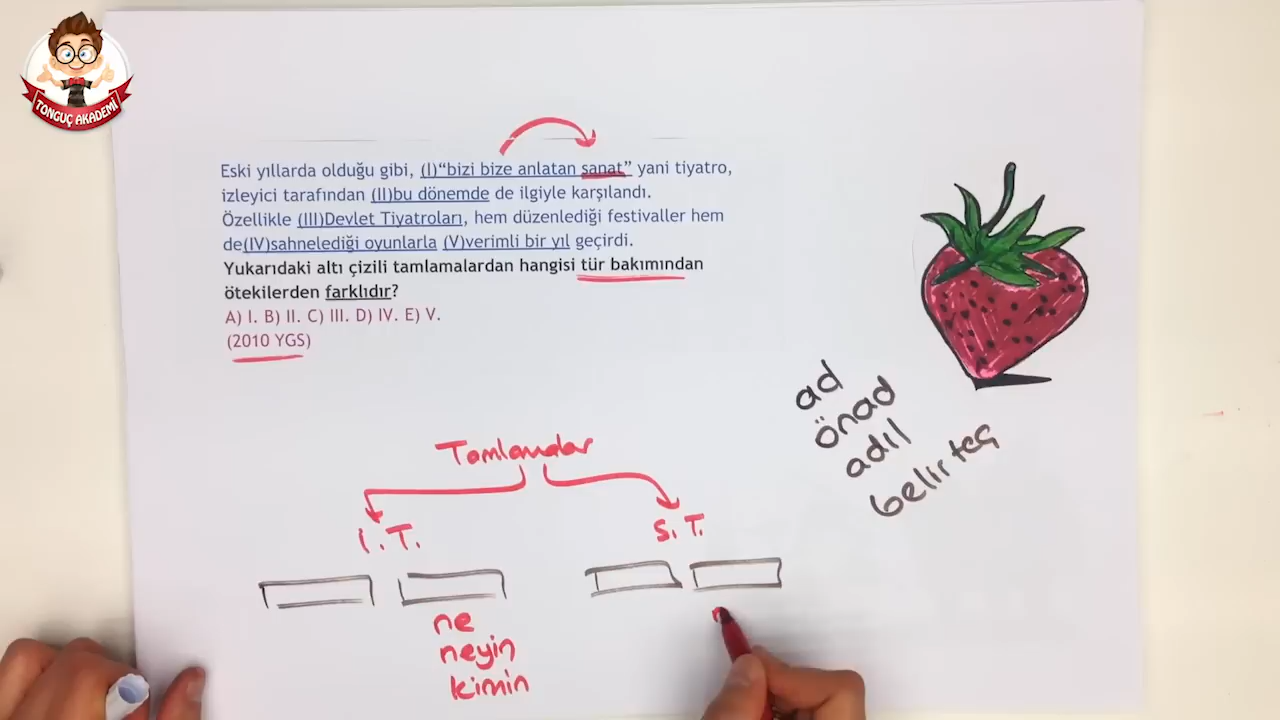 TONGUÇ AKADEMİ
Eski yıllarda olduğu gibi, (I)“bizi bize anlatan sanat” yani tiyatro,
izleyici tarafından (II)bu dönemde de ilgiyle karşılandı.
Özellikle (III)Devlet Tiyatroları, hem düzenlediği festivaller hem
de(IV)sahnelediği oyunlarla (V)verimli bir yıl geçirdi.
Yukarıdaki altı çizili tamlamalardan hangisi tür bakımından
ötekilerden farklıdır?
A) I. B) II. C) III. D) IV. E) V.
(2010 YGS)
ad
önad
adıl
belirteç
Tamlamalar
İ.T.
S.T.
ne
neyin
kimin